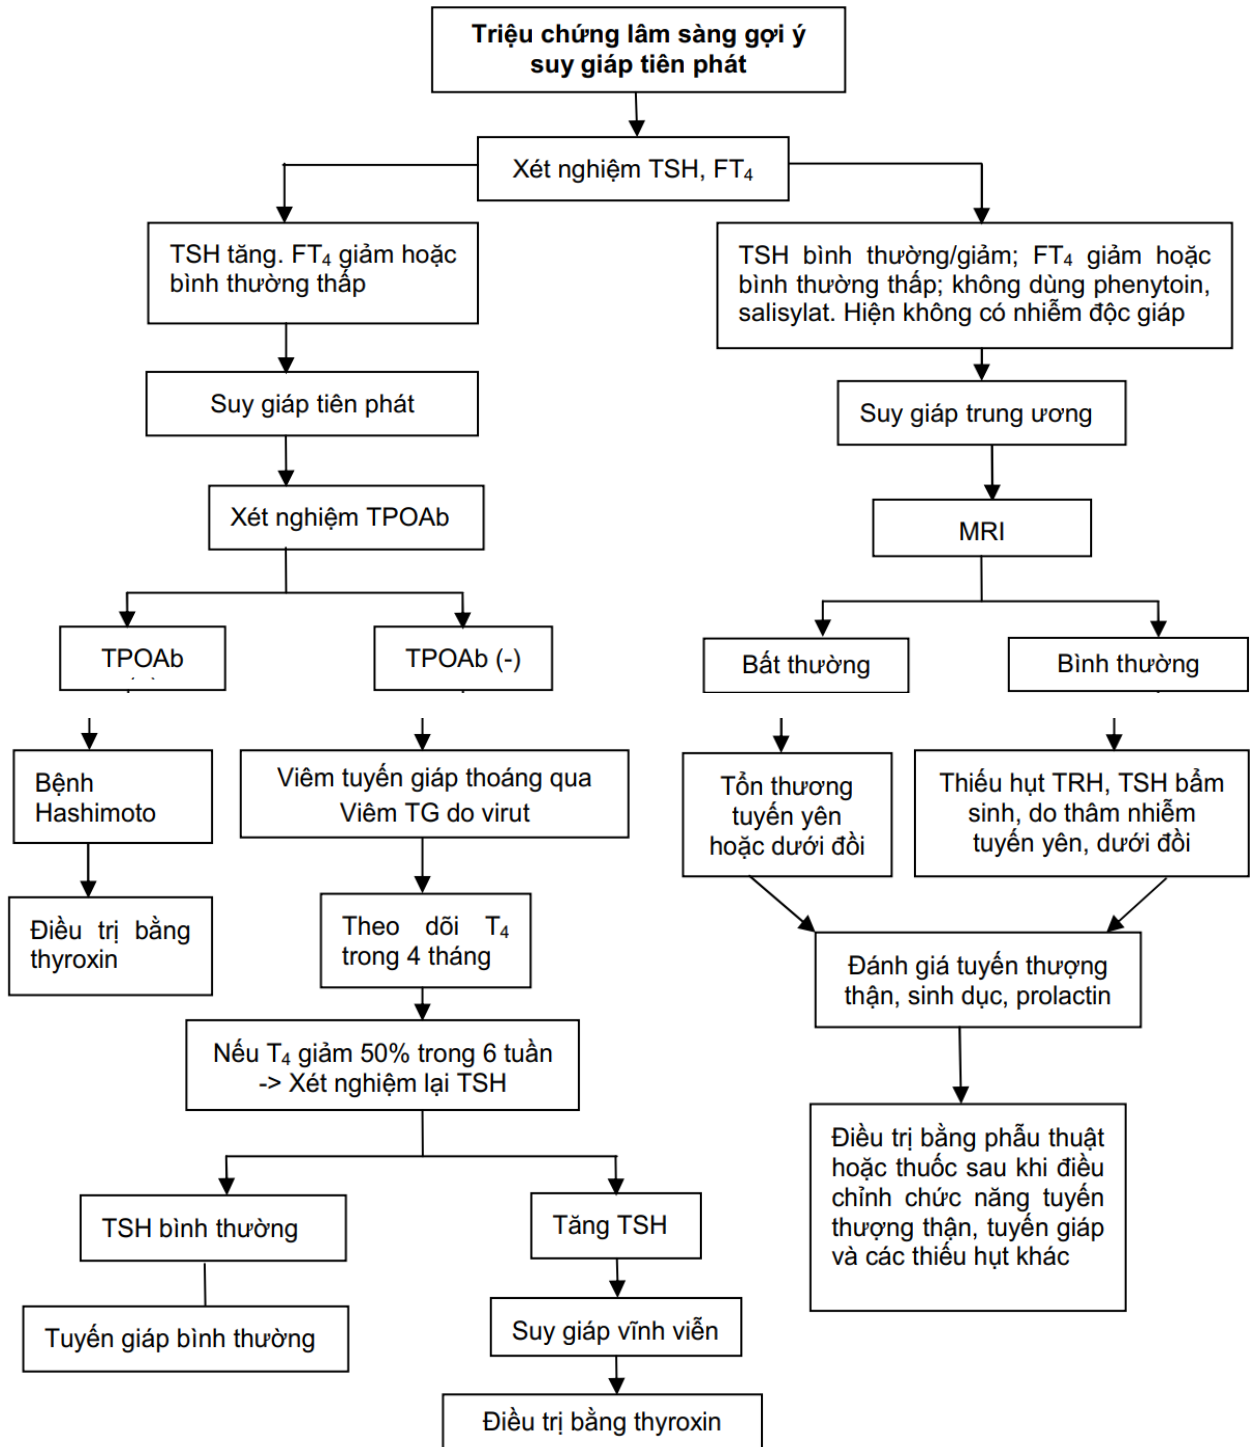 Triệu chứng lâm sàng gợi ý
suy giáp tiên phát
Xét nghiệm TSH, FT₄
TSH tăng. FT₄ giảm hoặc
bình thường thấp
TSH bình thường/giảm; FT₄ giảm hoặc
bình thường thấp; không dùng phenytoin,
salisylat. Hiện không có nhiễm độc giáp
Suy giáp tiên phát
Suy giáp trung ương
Xét nghiệm TPOAb
MRI
TPOAb
TPOAb (-)
Bất thường
Bình thường
Bệnh
Hashimoto
Viêm tuyến giáp thoáng qua
Viêm TG do virut
Tổn thương
tuyến yên
hoặc dưới đồi
Thiếu hụt TRH, TSH bẩm
sinh, do thâm nhiễm
tuyến yên, dưới đồi
Điều trị bằng
thyroxin
Theo dõi T₄
trong 4 tháng
Đánh giá tuyến thượng
thận, sinh dục, prolactin
Nếu T₄ giảm 50% trong 6 tuần
-> Xét nghiệm lại TSH
Điều trị bằng phẫu thuật
hoặc thuốc sau khi điều
chỉnh chức năng tuyến
thượng thận, tuyến giáp
và các thiếu hụt khác
TSH bình thường
Tăng TSH
Tuyến giáp bình thường
Suy giáp vĩnh viễn
Điều trị bằng thyroxin